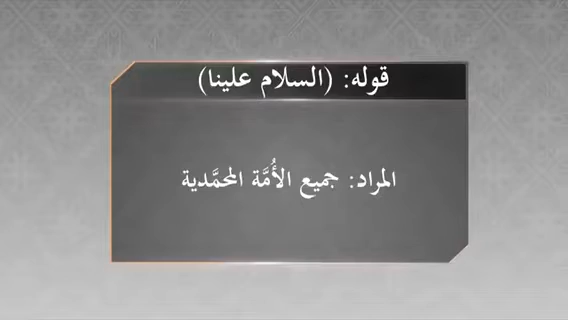 قوله: (السلام علينا)
المراد: جميع الأُمَّة المحمَّدية